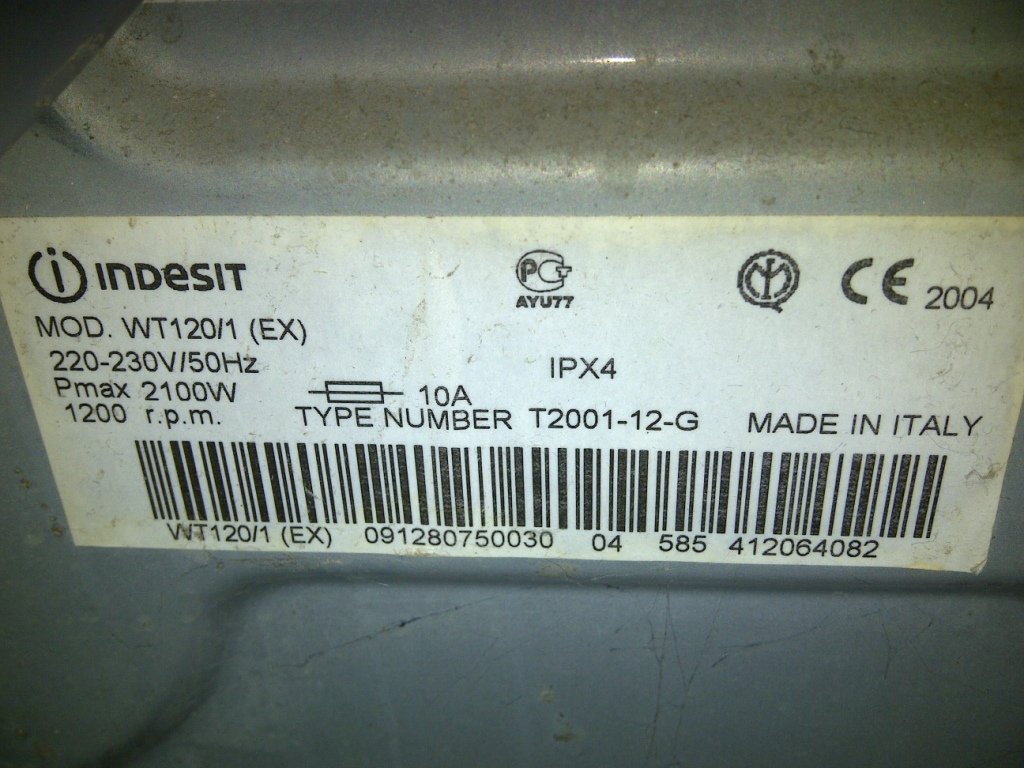 INDESIT
MOD. WT120/1 (EX)
220-230V/50Hz
Pmax 2100W
1200 r.p.m.
10A
IPX4
TYPE NUMBER T2001-12-G
PCT
AYU77
CE 2004
MADE IN ITALY
WT120/1 (EX) 091280750030 04 585 412064082